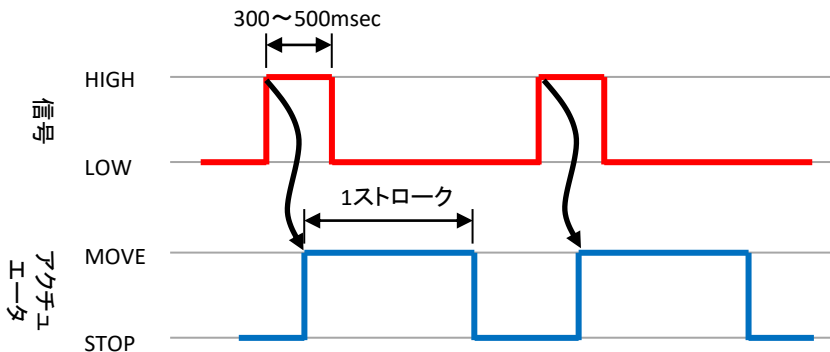 300～500msec
HIGH
信号
LOW
1ストローク
MOVE
アクチュ
エータ
STOP